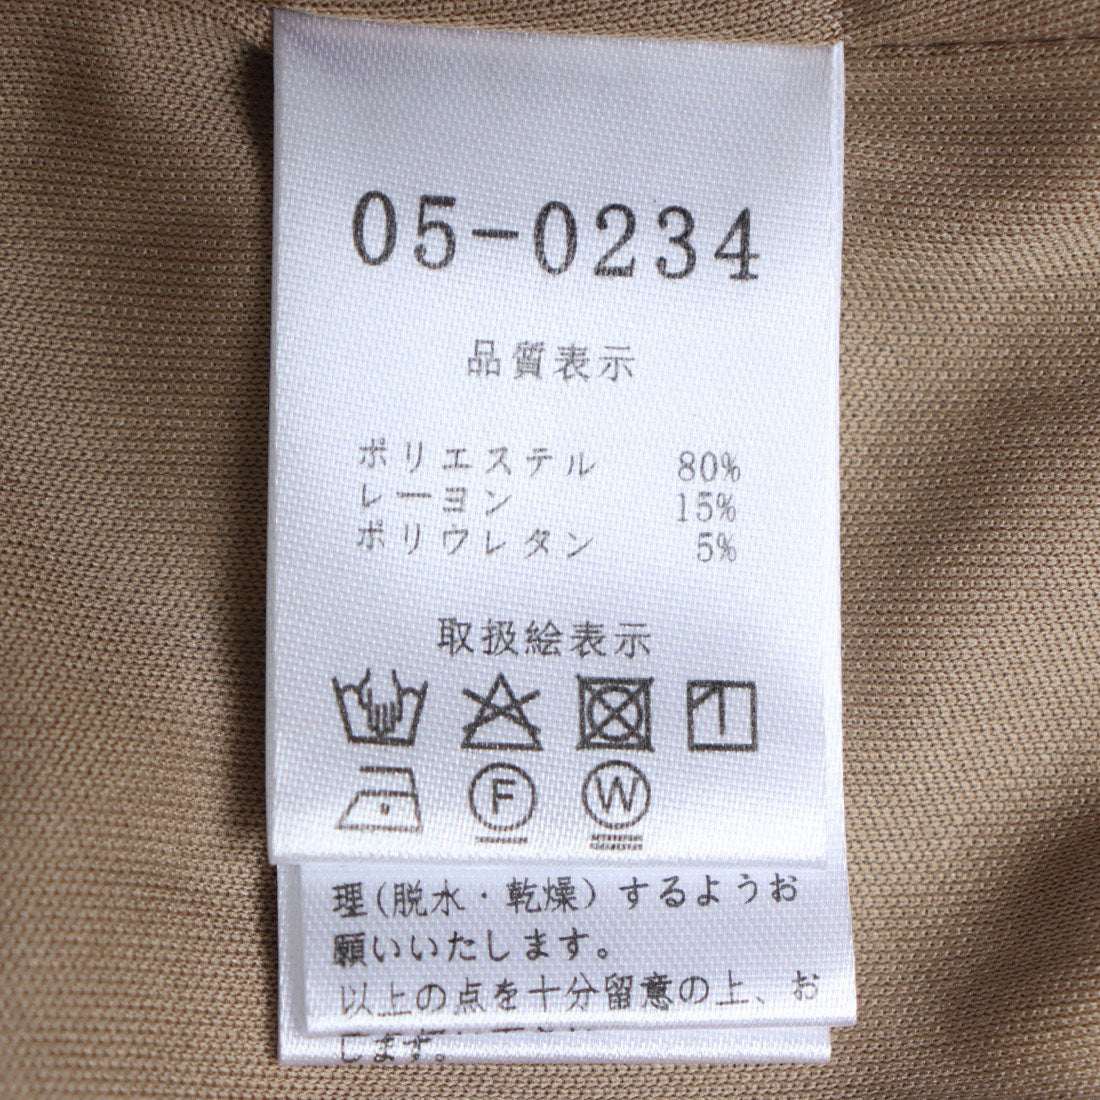 05-0234
品質表示
ポリエステル 80%
レーヨン 15%
ポリウレタン 5%
取扱絵表示
F W
理(脱水・乾燥)するようお
願いいたします。
以上の点を十分留意の上、お
します。